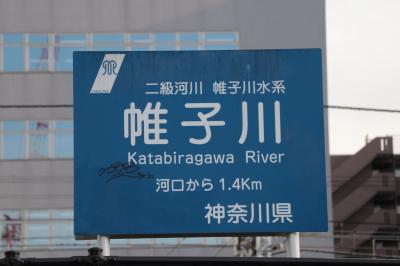 二級河川 帷子川水系
帷子川
Katabiragawa River
河口から1.4Km
神奈川県